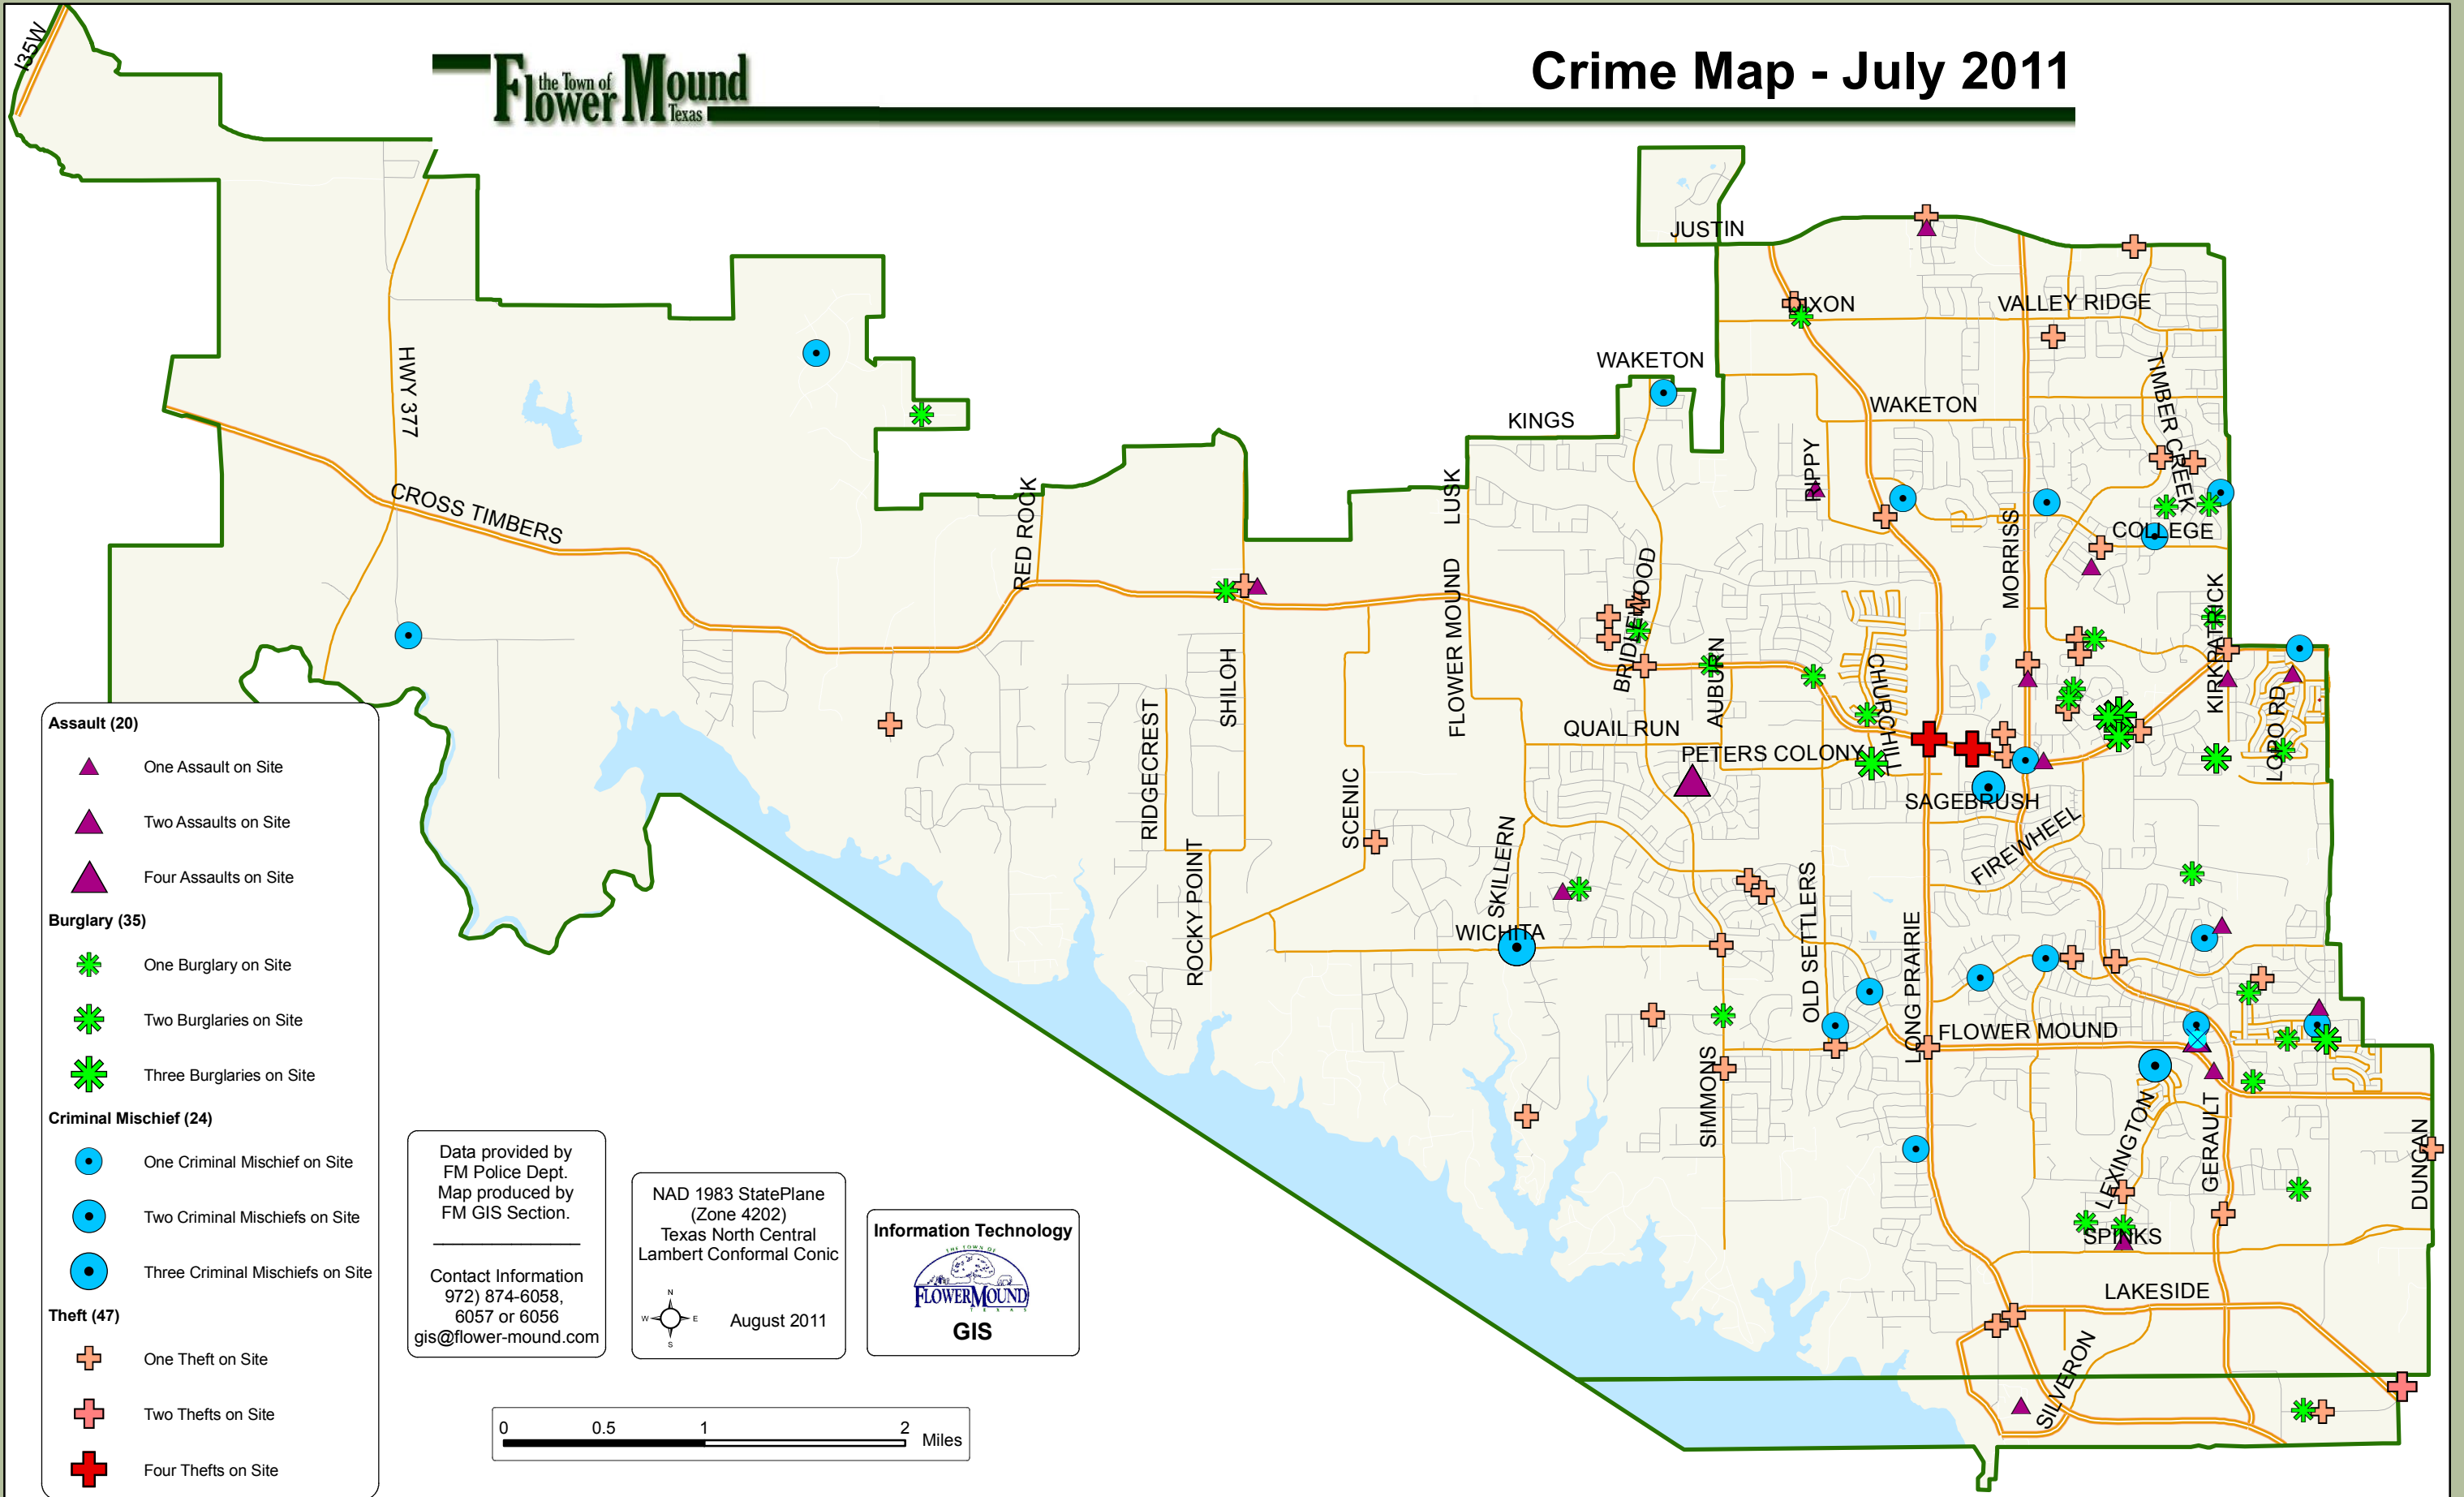 I35W
the Town of
Flower Mound
Texas
Crime Map - July 2011
JUSTIN
DIXON
VALLEY RIDGE
WAKETON
WAKETON
KINGS
HWY 377
CROSS TIMBERS
RED ROCK
LUSK
RIPPY
TIMBER CREEK
COLLEGE
MORRISS
FLOWER MOUND
BRIDLEWOOD
AUBURN
CHURCHILL
KIRKPATRICK
SHILOH
QUAIL RUN
PETERS COLONY
RIDGECREST
SCENIC
SAGEBRUSH
FIREWHEEL
ROCKY POINT
SKILLERN
WICHITA
OLD SETTLERS
LONG PRAIRIE
FLOWER MOUND
SIMMONS
LEXINGTON
GERAULT
DUNCAN
SPINKS
LAKESIDE
SILVERON
Assault (20)
One Assault on Site
Two Assaults on Site
Four Assaults on Site
Burglary (35)
One Burglary on Site
Two Burglaries on Site
Three Burglaries on Site
Criminal Mischief (24)
One Criminal Mischief on Site
Two Criminal Mischiefs on Site
Three Criminal Mischiefs on Site
Theft (47)
One Theft on Site
Two Thefts on Site
Four Thefts on Site
Data provided by
FM Police Dept.
Map produced by
FM GIS Section.
Contact Information
972) 874-6058,
6057 or 6056
gis@flower-mound.com
NAD 1983 StatePlane
(Zone 4202)
Texas North Central
Lambert Conformal Conic
N
W E
S
August 2011
Information Technology
THE TOWN OF
FLOWER MOUND
TEXAS
GIS
0 0.5 1 2
Miles